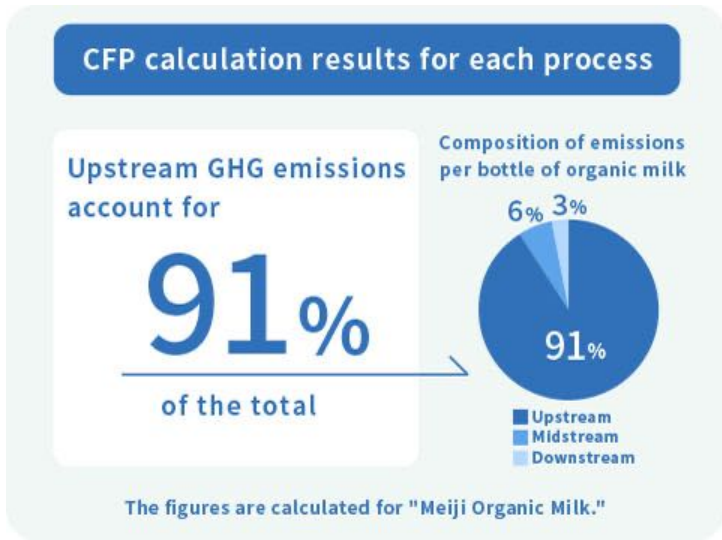 CFP calculation results for each process
Upstream GHG emissions
account for
91%
of the total
Composition of emissions
per bottle of organic milk
6% 3%
91%
Upstream
Midstream
Downstream
The figures are calculated for "Meiji Organic Milk."